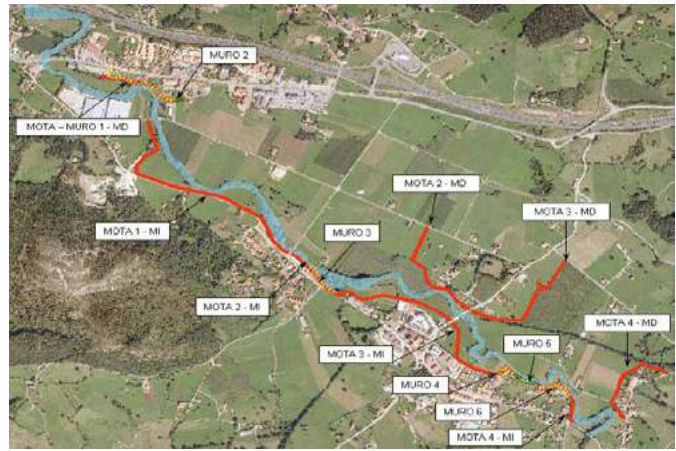 MURO 2
MOTA – MURO 1 - MD
MOTA 2 - MD
MOTA 3 - MD
MOTA 1 - MI
MURO 3
MOTA 2 - MI
MOTA 4 - MD
MOTA 3 - MI
MURO 5
MURO 4
MURO 6
MOTA 4 - MI